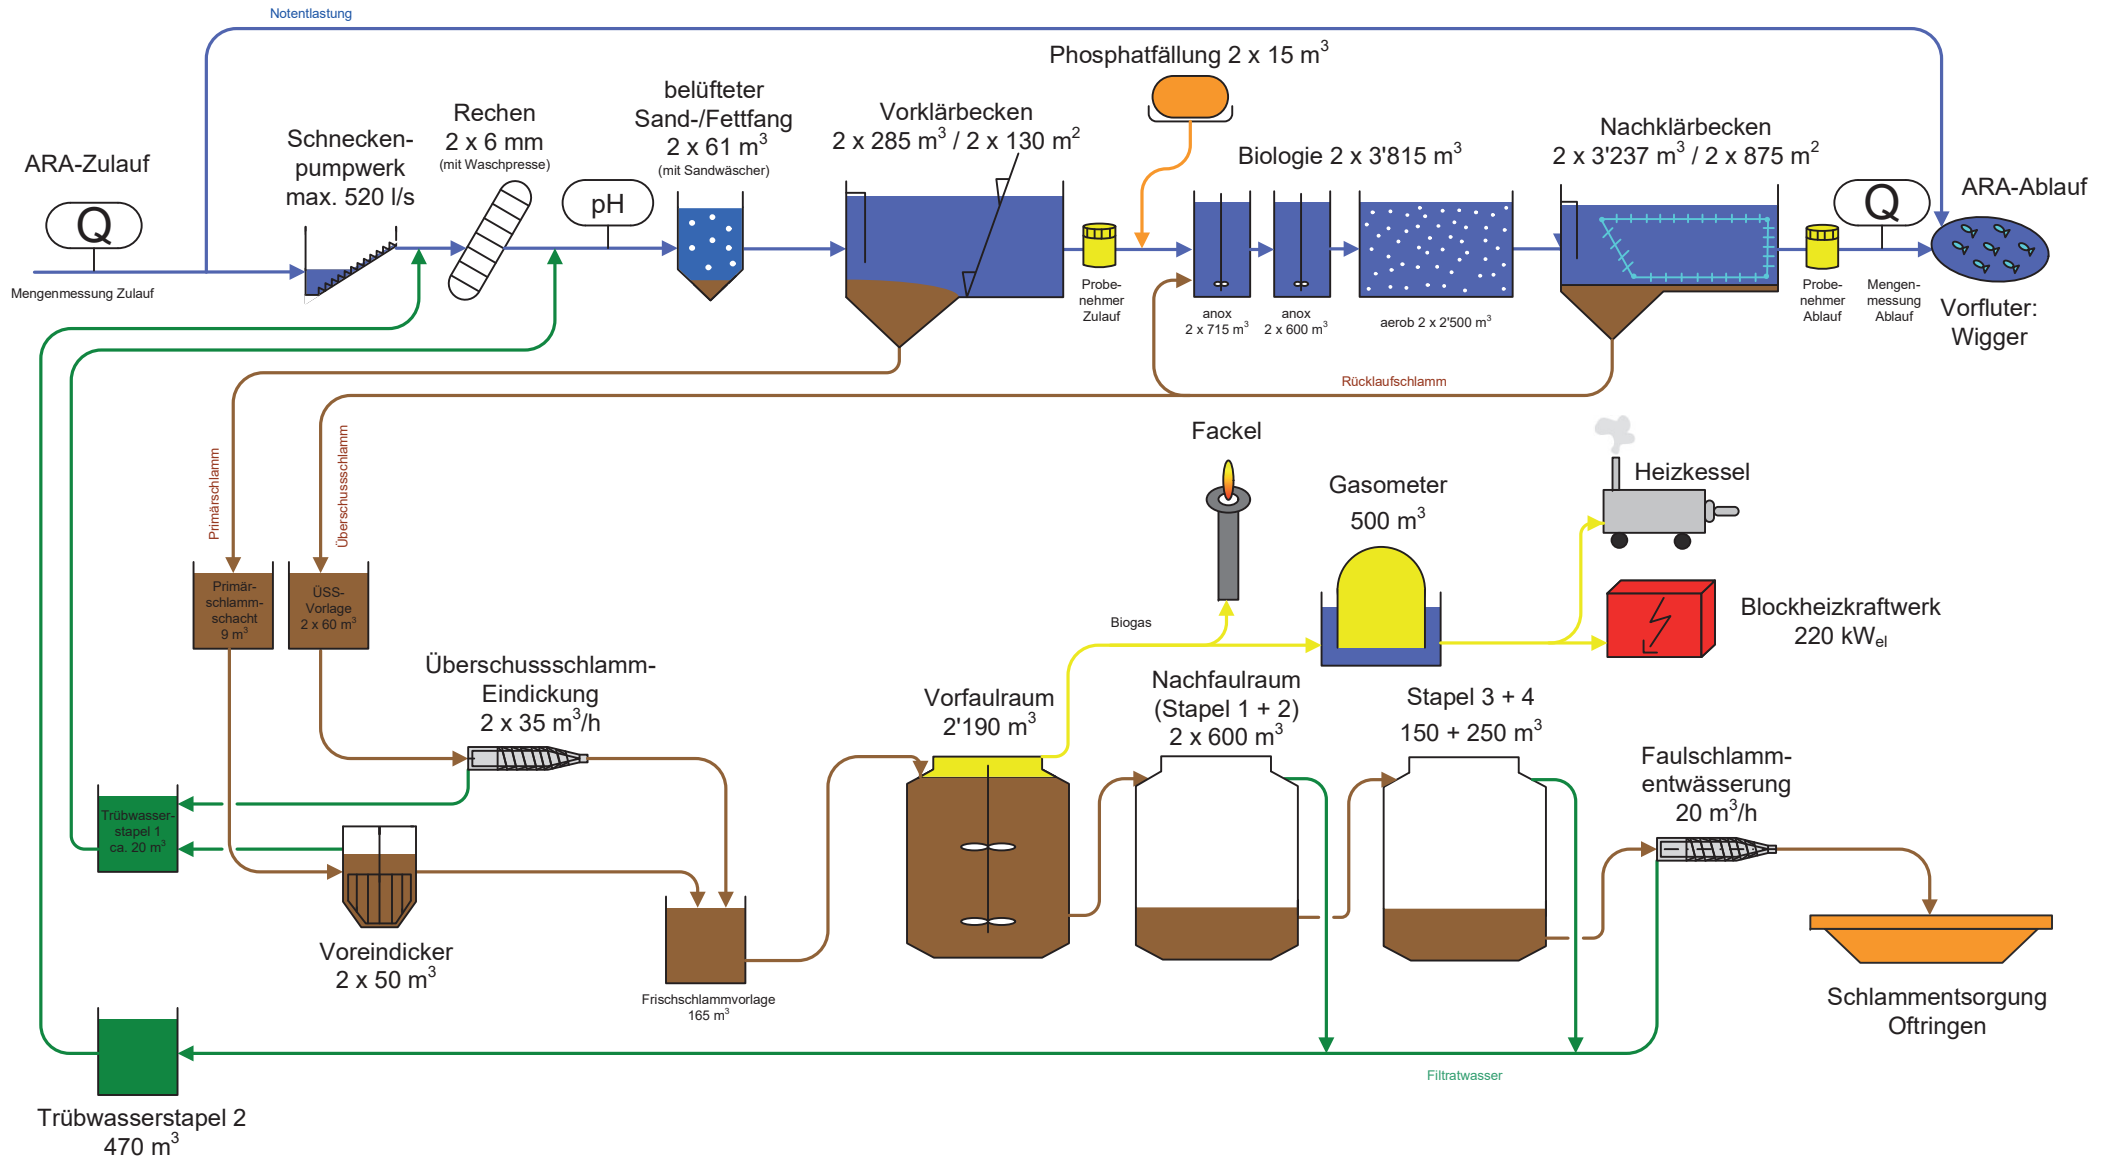 Notentlastung
Phosphatfällung 2 x 15 m³
ARA-Zulauf
Q
Mengenmessung Zulauf
Schnecken-
pumpwerk
max. 520 l/s
Rechen
2 x 6 mm
(mit Waschpresse)
pH
belüfteter
Sand-/Fettfang
2 x 61 m³
(mit Sandwäscher)
Vorklärbecken
2 x 285 m³ / 2 x 130 m²
Probe-
nehmer
Zulauf
Biologie 2 x 3'815 m³
anox
2 x 715 m³
anox
2 x 600 m³
aerob 2 x 2'500 m³
Nachklärbecken
2 x 3'237 m³ / 2 x 875 m²
Probe-
nehmer
Ablauf
Q
Mengen-
messung
Ablauf
ARA-Ablauf
Vorfluter:
Wigger
Rücklaufschlamm
Primärschlamm
Überschussschlamm
Fackel
Gasometer
500 m³
Heizkessel
Blockheizkraftwerk
220 kWel
Biogas
Primär-
schlamm-
schacht
9 m³
ÜSS-
Vorlage
2 x 60 m³
Überschussschlamm-
Eindickung
2 x 35 m³/h
Vorfaulraum
2'190 m³
Nachfaulraum
(Stapel 1 + 2)
2 x 600 m³
Stapel 3 + 4
150 + 250 m³
Faulschlamm-
entwässerung
20 m³/h
Trübwasser-
stapel 1
ca. 20 m³
Voreindicker
2 x 50 m³
Frischschlammvorlage
165 m³
Schlammentsorgung
Oftringen
Filtratwasser
Trübwasserstapel 2
470 m³